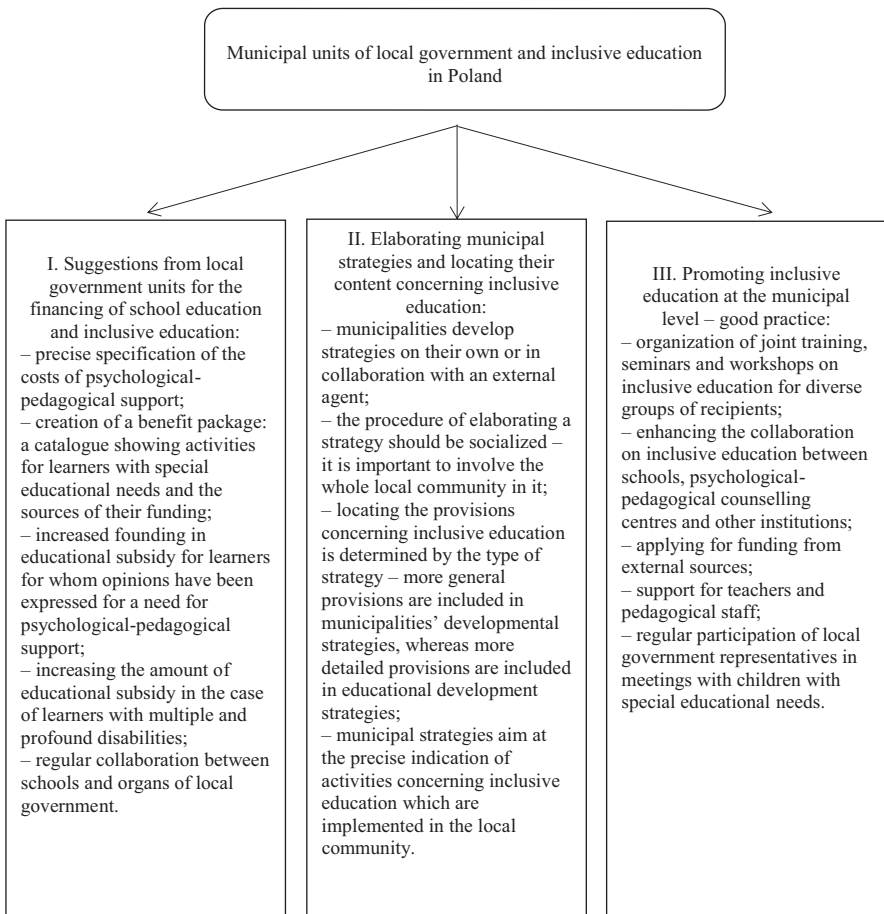 Municipal units of local government and inclusive education
in Poland
I. Suggestions from local
government units for the
financing of school education
and inclusive education:
– precise specification of the
costs of psychological-
pedagogical support;
– creation of a benefit package:
a catalogue showing activities
for learners with special
educational needs and the
sources of their funding;
– increased founding in
educational subsidy for learners
for whom opinions have been
expressed for a need for
psychological-pedagogical
support;
– increasing the amount of
educational subsidy in the case
of learners with multiple and
profound disabilities;
– regular collaboration between
schools and organs of local
government.
II. Elaborating municipal
strategies and locating their
content concerning inclusive
education:
– municipalities develop
strategies on their own or in
collaboration with an external
agent;
– the procedure of elaborating a
strategy should be socialized –
it is important to involve the
whole local community in it;
– locating the provisions
concerning inclusive education
is determined by the type of
strategy – more general
provisions are included in
municipalities’ developmental
strategies, whereas more
detailed provisions are included
in educational development
strategies;
– municipal strategies aim at
the precise indication of
activities concerning inclusive
education which are
implemented in the local
community.
III. Promoting inclusive
education at the municipal
level – good practice:
– organization of joint training,
seminars and workshops on
inclusive education for diverse
groups of recipients;
– enhancing the collaboration
on inclusive education between
schools, psychological-
pedagogical counselling
centres and other institutions;
– applying for funding from
external sources;
– support for teachers and
pedagogical staff;
– regular participation of local
government representatives in
meetings with children with
special educational needs.